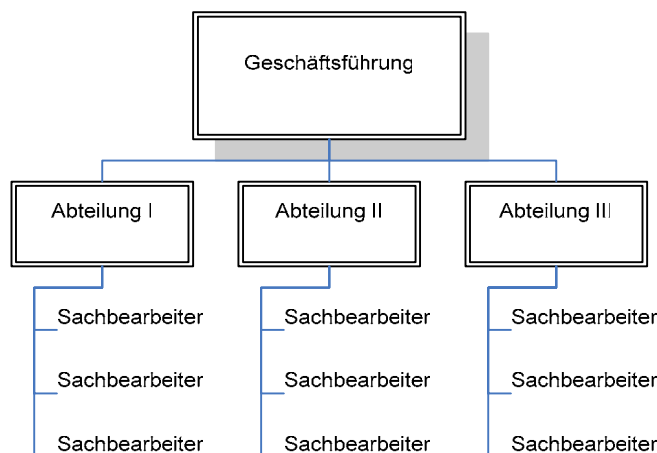 Geschäftsführung
Abteilung I
Abteilung II
Abteilung III
Sachbearbeiter
Sachbearbeiter
Sachbearbeiter
Sachbearbeiter
Sachbearbeiter
Sachbearbeiter
Sachbearbeiter
Sachbearbeiter
Sachbearbeiter